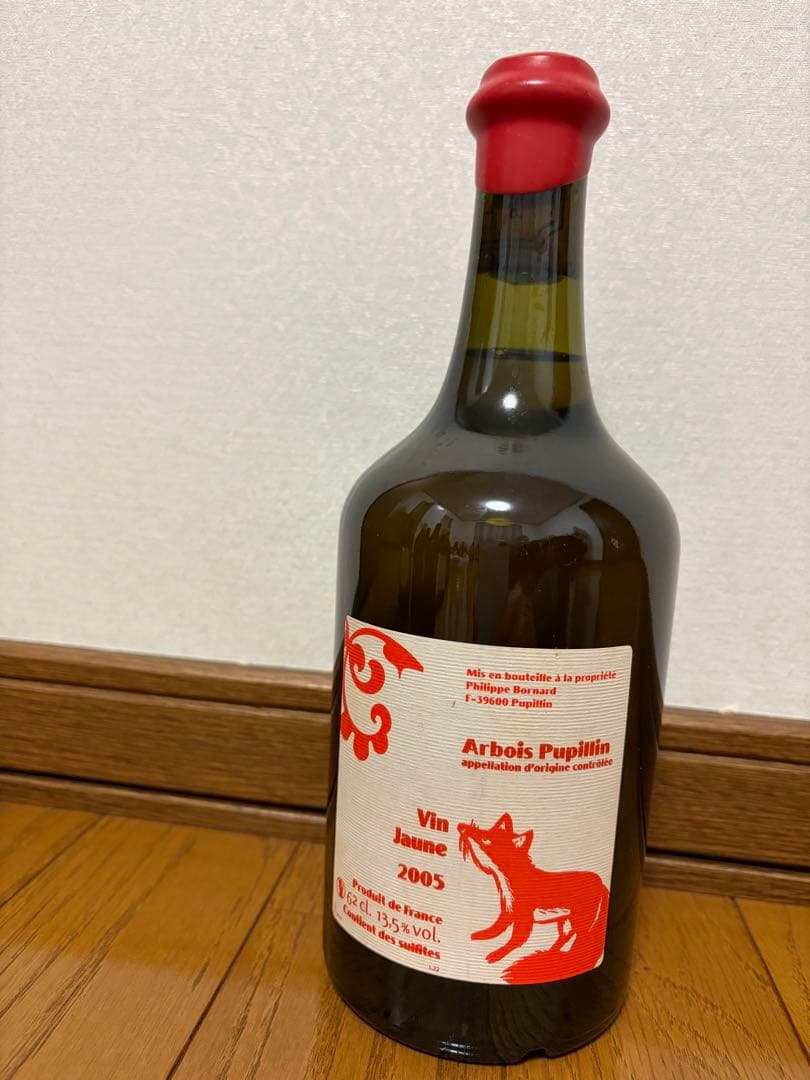 Mis en bouteille à la propriété
Philippe Bornard
F-39600 Pupillin
Arbois Pupillin
appellation d'origine contrôlée
Vin
Jaune
2005
Produit de France
62 cl. 13,5% vol.
Contient des sulfites